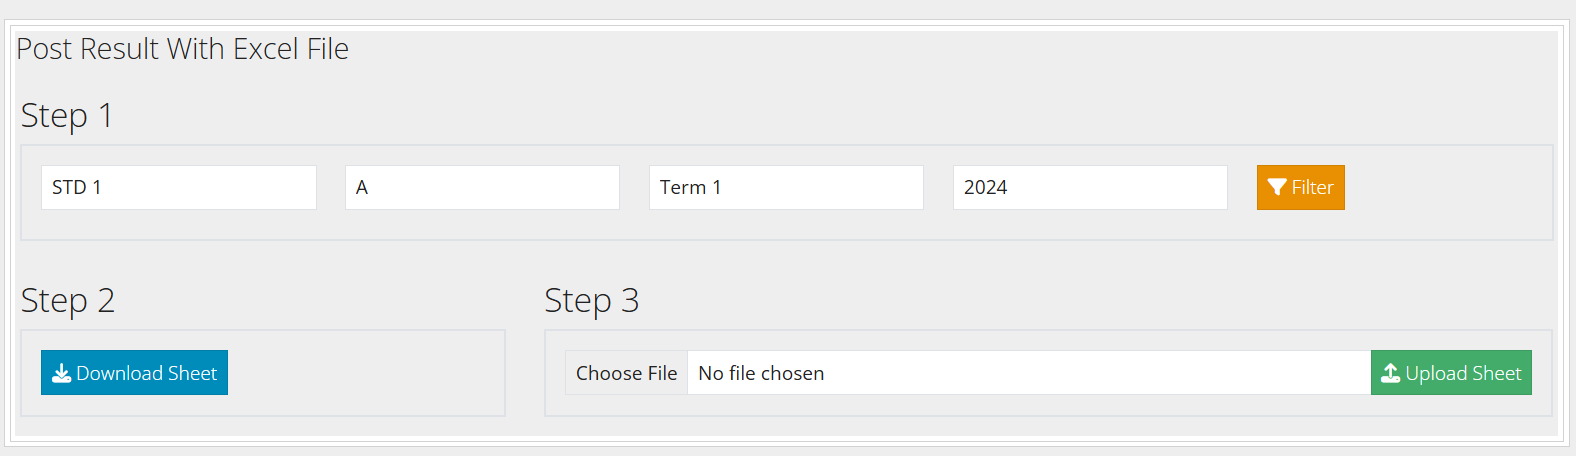 Post Result With Excel File
Step 1
STD 1 A Term 1 2024 Filter
Step 2
Download Sheet
Step 3
Choose File No file chosen Upload Sheet